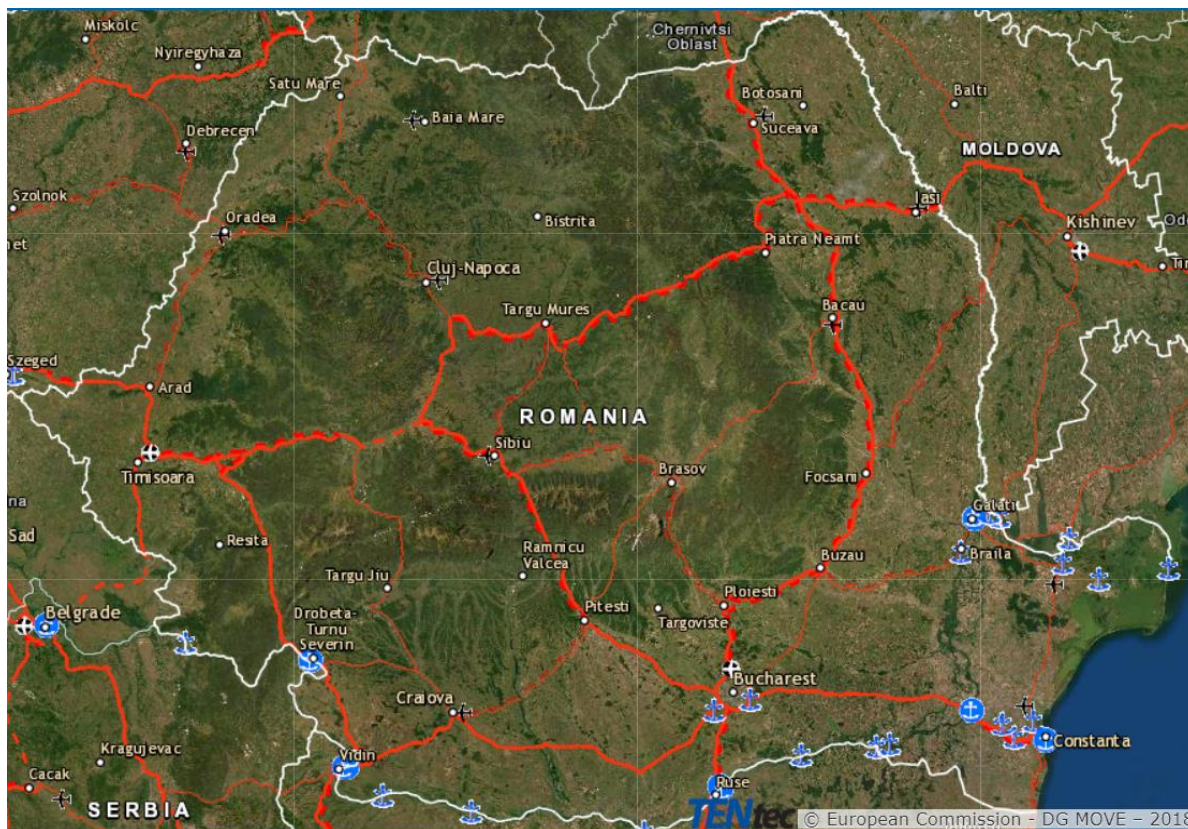 Miskolc
Chernivtsi
Oblast
Nyiregyhaza
Satu Mare
Botosani
Balti
Baia Mare
Suceava
Debrecen
MOLDOVA
Szolnok
Iasi
Oradea
Bistrita
Kishinev
Piatra Neamt
Cluj-Napoca
Targu Mures
Bacau
Szeged
Arad
ROMANIA
Sibiu
Brasov
Timisoara
Focsani
Galati
Sad
Resita
Ramnicu
Valcea
Braila
Buzau
Targu Jiu
Ploiesti
Belgrade
Drobeta-
Turnu
Severin
Pitesti
Targoviste
Bucharest
Craiova
Constanta
Kragujevac
Vidin
Cacak
Ruse
SERBIA
TENtec
© European Commission - DG MOVE – 2018